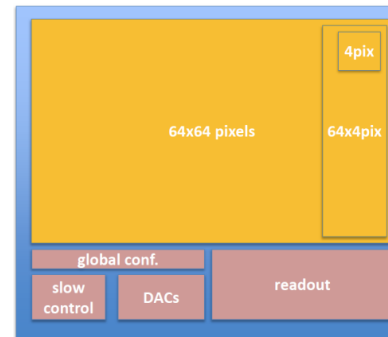 4pix
64x64 pixels
64x4pix
global conf.
slow
control
DACs
readout